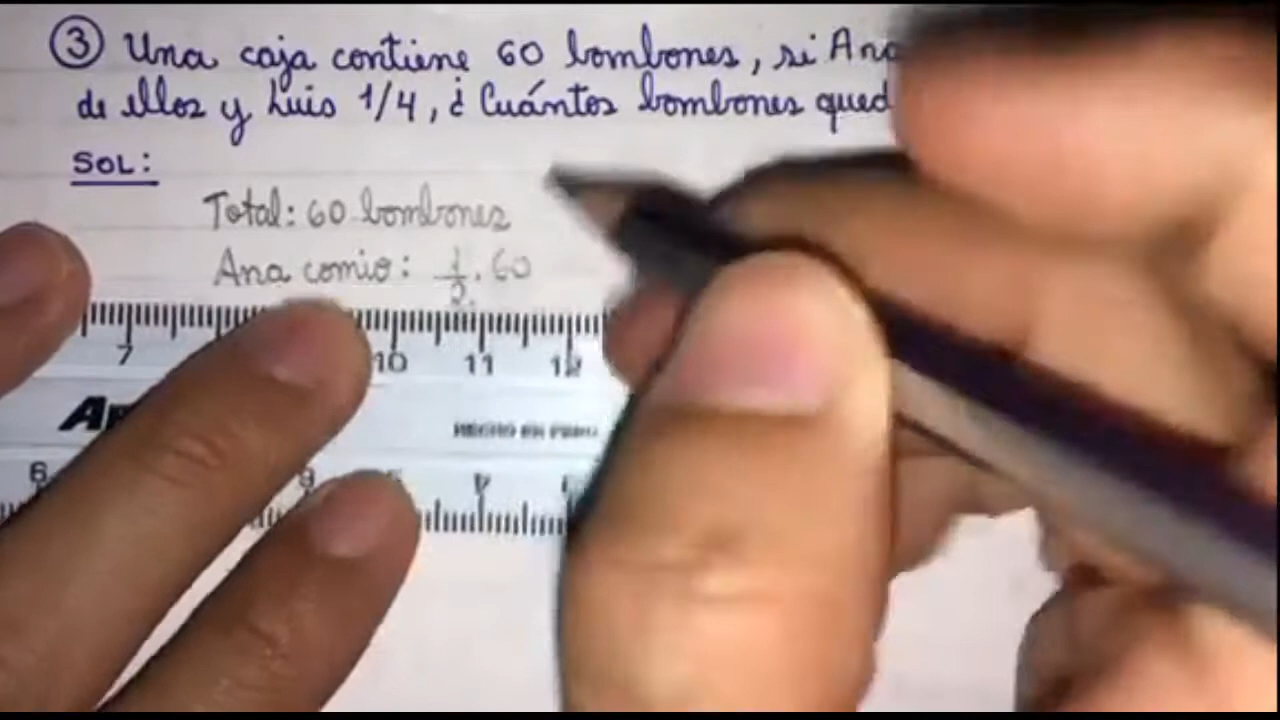 ③ Una caja contiene 60 bombones, si Ana
de ellos y Luis 1/4, ¿Cuántos bombones qued
SOL:
Total: 60 bombones
Ana comio: 1/2 . 60
7 10 11 12
HECHO EN PERU
6 9